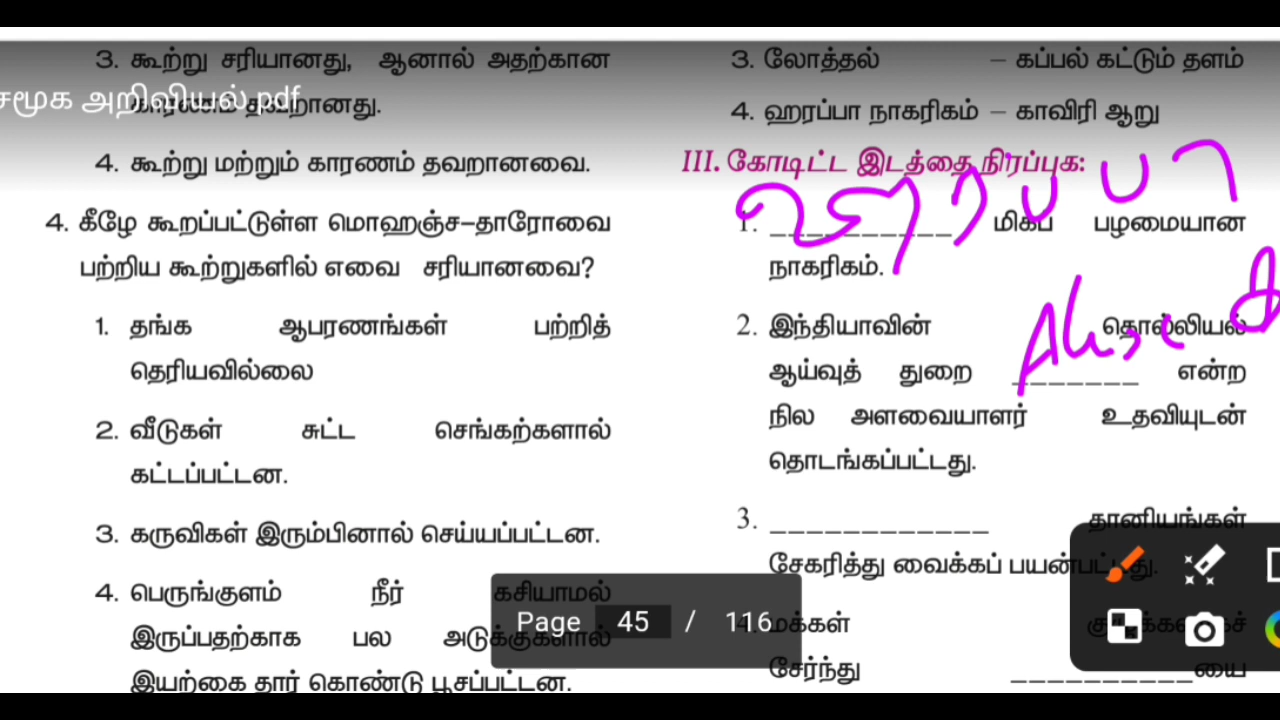 3. கூற்று சரியானது, ஆனால் அதற்கான
சமூக அறிவியல்.pdf
காரணம் தவறானது.
4. கூற்று மற்றும் காரணம் தவறானவை.
4. கீழே கூறப்பட்டுள்ள மொஹஞ்ச-தாரோவை
பற்றிய கூற்றுகளில் எவை சரியானவை?
1. தங்க ஆபரணங்கள் பற்றித்
தெரியவில்லை
2. வீடுகள் சுட்ட செங்கற்களால்
கட்டப்பட்டன.
3. கருவிகள் இரும்பினால் செய்யப்பட்டன.
4. பெருங்குளம் நீர் கசியாமல்
இருப்பதற்காக பல அடுக்குகளால்
இயற்கை தார் கொண்டு பூசப்பட்டன.
3. லோத்தல் – கப்பல் கட்டும் தளம்
4. ஹரப்பா நாகரிகம் – காவிரி ஆறு
III. கோடிட்ட இடத்தை நிரப்புக:
ஹரப்பா
1. __________ மிகப் பழமையான
நாகரிகம்.
2. இந்தியாவின் தொல்லியல்
ஆய்வுத் துறை _______ என்ற
நில அளவையாளர் உதவியுடன்
தொடங்கப்பட்டது.
3. ____________ தானியங்கள்
சேகரித்து வைக்கப் பயன்பட்டது.
4. மக்கள்
சேர்ந்து __________யை
Page 45 / 116